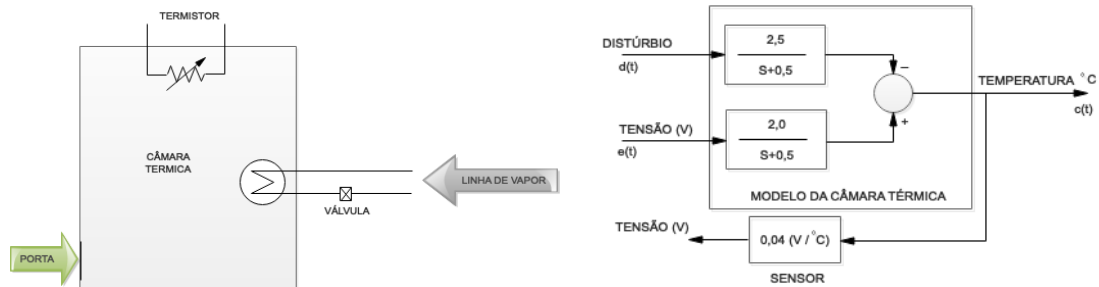 TERMISTOR
CÂMARA
TERMICA
LINHA DE VAPOR
VÁLVULA
PORTA
DISTÚRBIO
d(t)
2,5
S+0,5
–
TEMPERATURA °C
c(t)
TENSÃO (V)
e(t)
2,0
S+0,5
+
MODELO DA CÂMARA TÉRMICA
TENSÃO (V)
0,04 (V / °C)
SENSOR